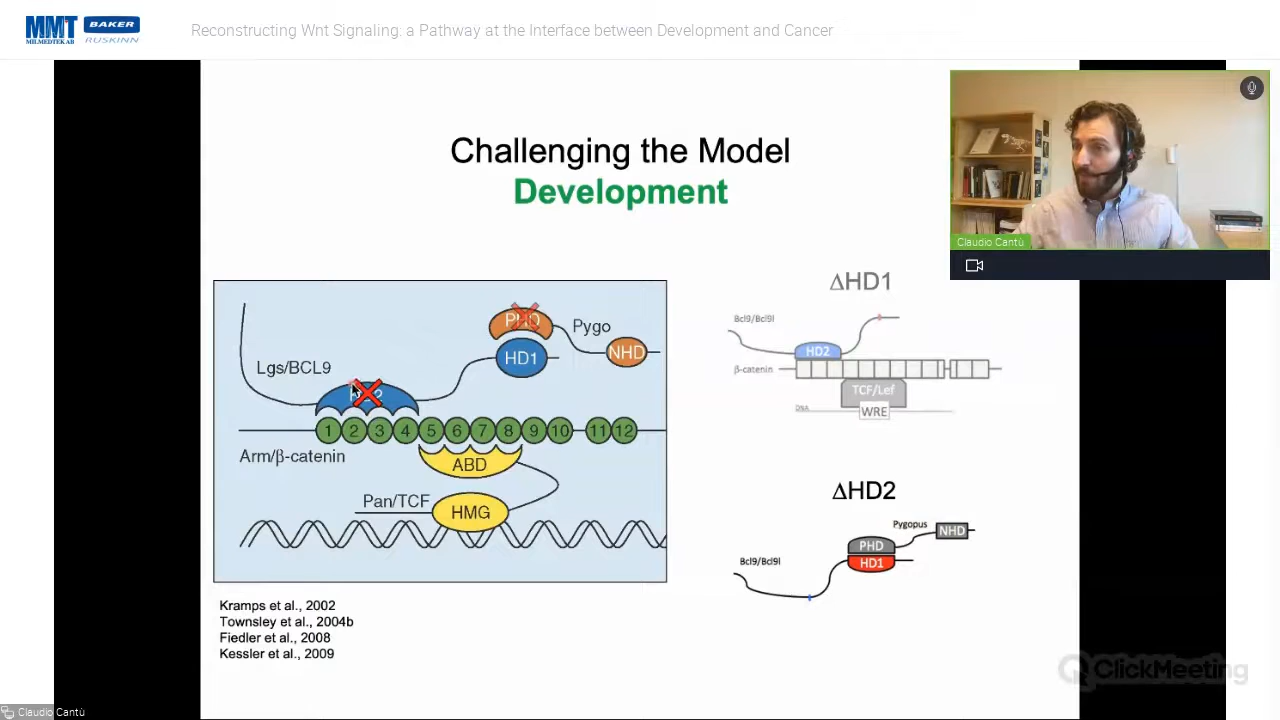 MMT
MILMEDTEK AB
BAKER
RUSKINN
Reconstructing Wnt Signaling: a Pathway at the Interface between Development and Cancer
Challenging the Model
Development
Claudio Cantù
PHD
Pygo
HD1
NHD
Lgs/BCL9
1 2 3 4 5 6 7 8 9 10 11 12
Arm/β-catenin
ABD
Pan/TCF
HMG
Kramps et al., 2002
Townsley et al., 2004b
Fiedler et al., 2008
Kessler et al., 2009
ΔHD1
Bcl9/Bcl9l
HD2
β-catenin
TCF/Lef
DNA
WRE
ΔHD2
Pygopus
NHD
PHD
Bcl9/Bcl9l
HD1
ClickMeeting
Claudio Cantù